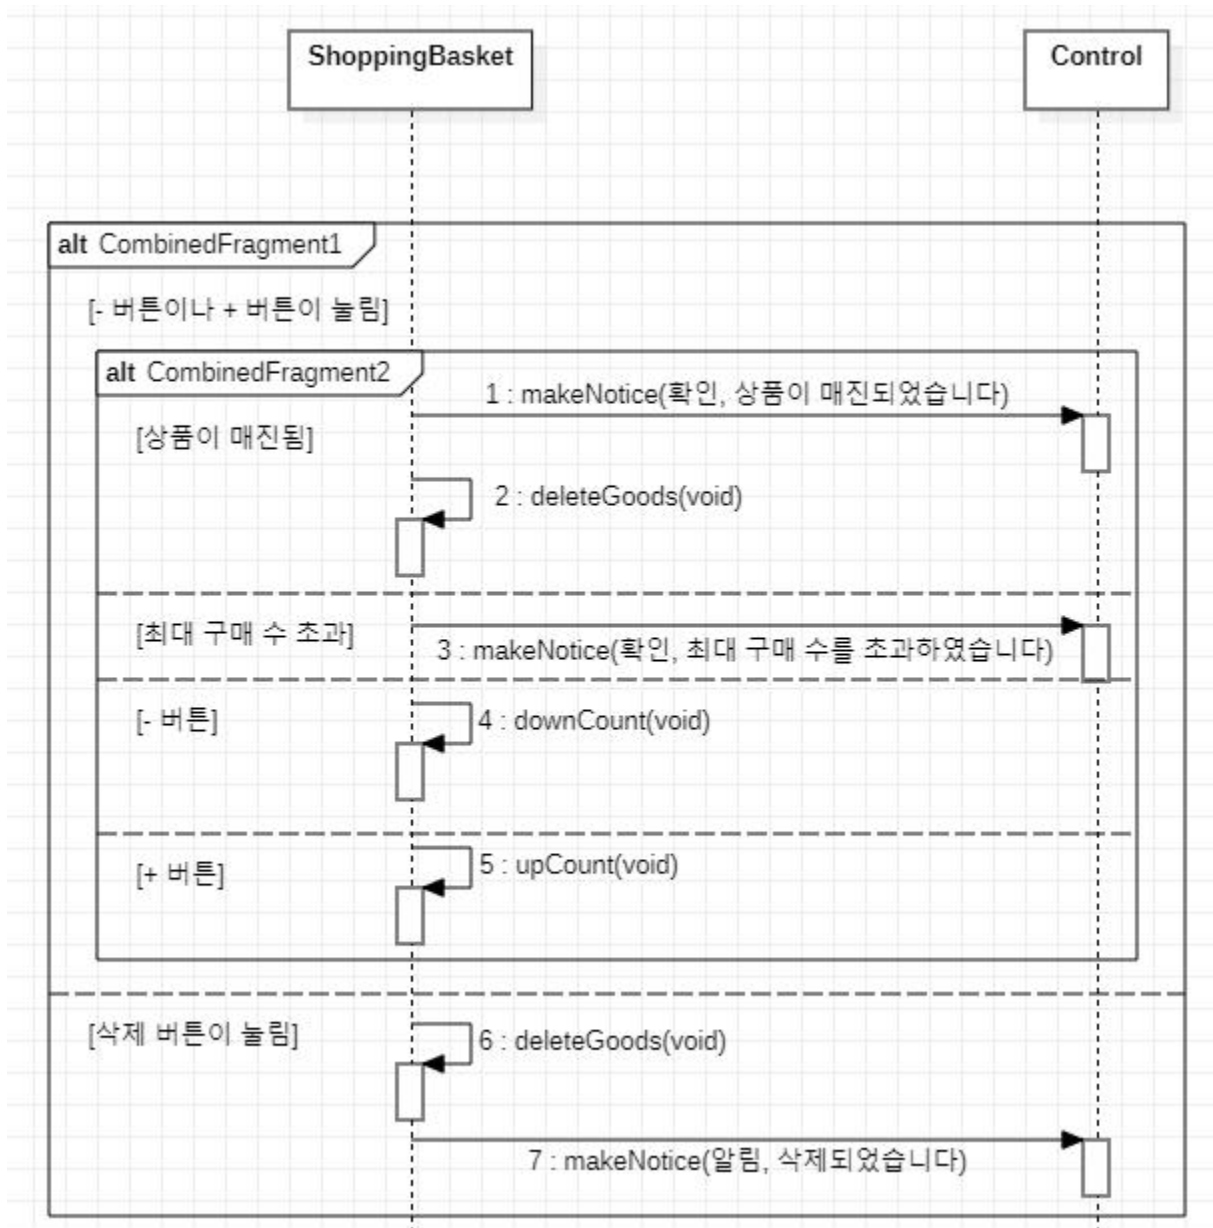 ShoppingBasket
Control
alt CombinedFragment1
[- 버튼이나 + 버튼이 눌림]
alt CombinedFragment2
1 : makeNotice(확인, 상품이 매진되었습니다)
[상품이 매진됨]
2 : deleteGoods(void)
[최대 구매 수 초과]
3 : makeNotice(확인, 최대 구매 수를 초과하였습니다)
[- 버튼]
4 : downCount(void)
[+ 버튼]
5 : upCount(void)
[삭제 버튼이 눌림]
6 : deleteGoods(void)
7 : makeNotice(알림, 삭제되었습니다)